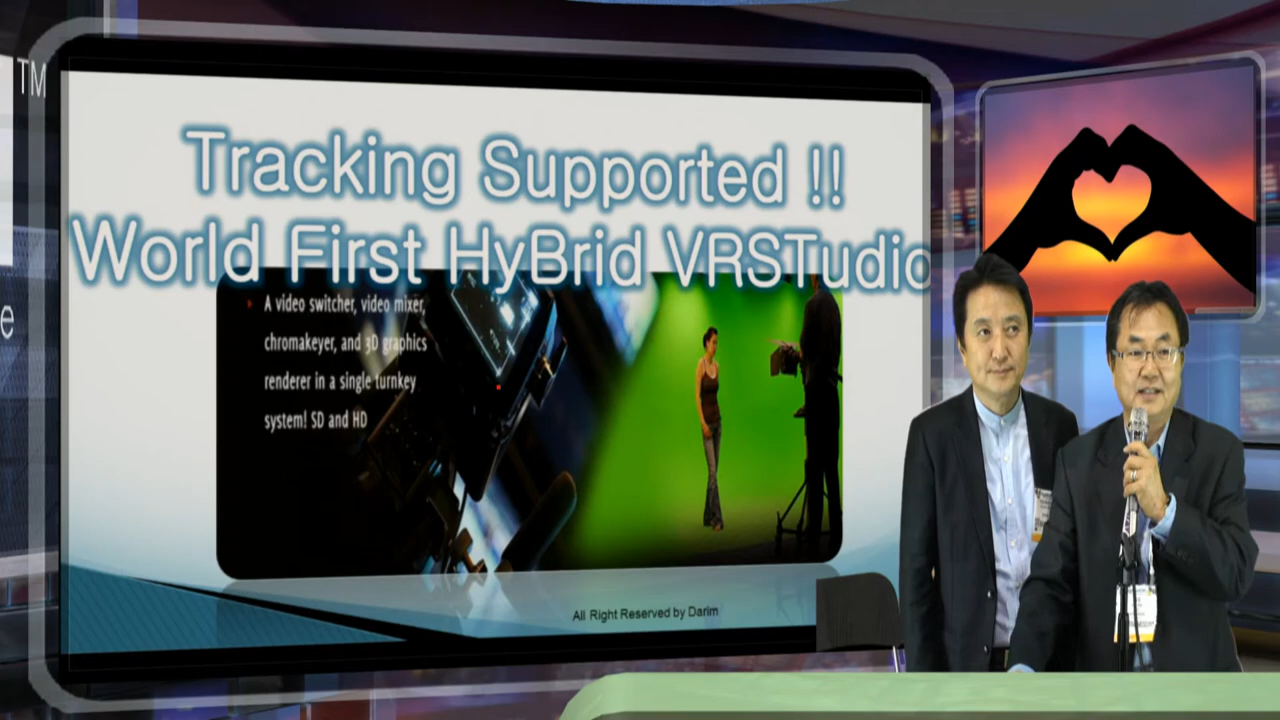 TM
e
Tracking Supported !!
World First HyBrid VRSTudio
A video switcher, video mixer,
chromakeyer, and 3D graphics
renderer in a single turnkey
system! SD and HD
All Right Reserved by Darim